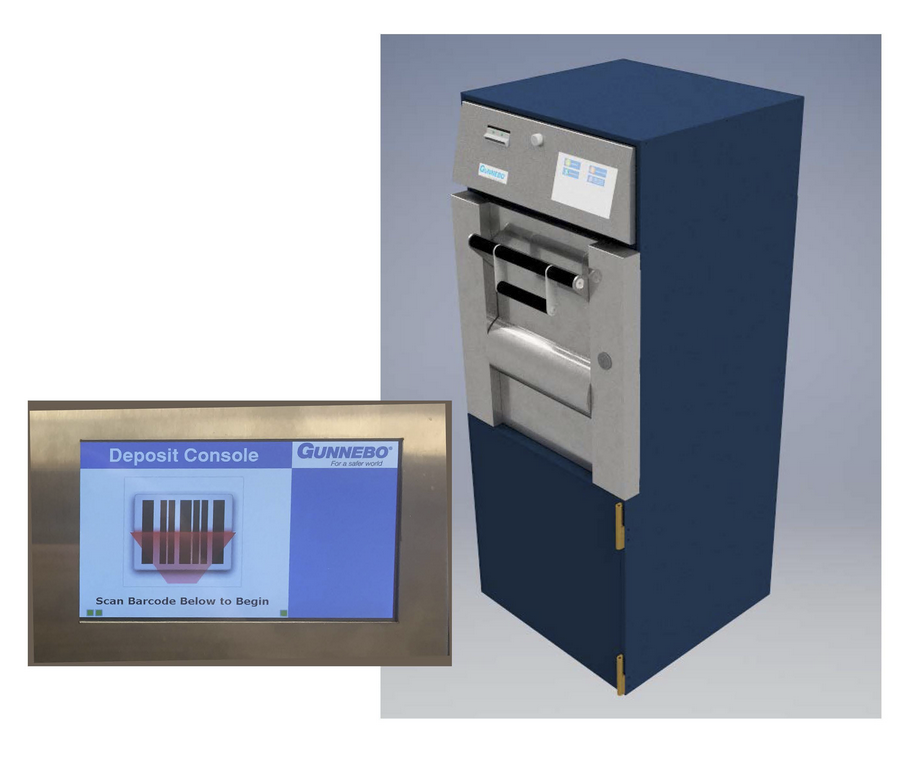 GUNNEBO
Deposit Console
GUNNEBO®
For a safer world
Scan Barcode Below to Begin